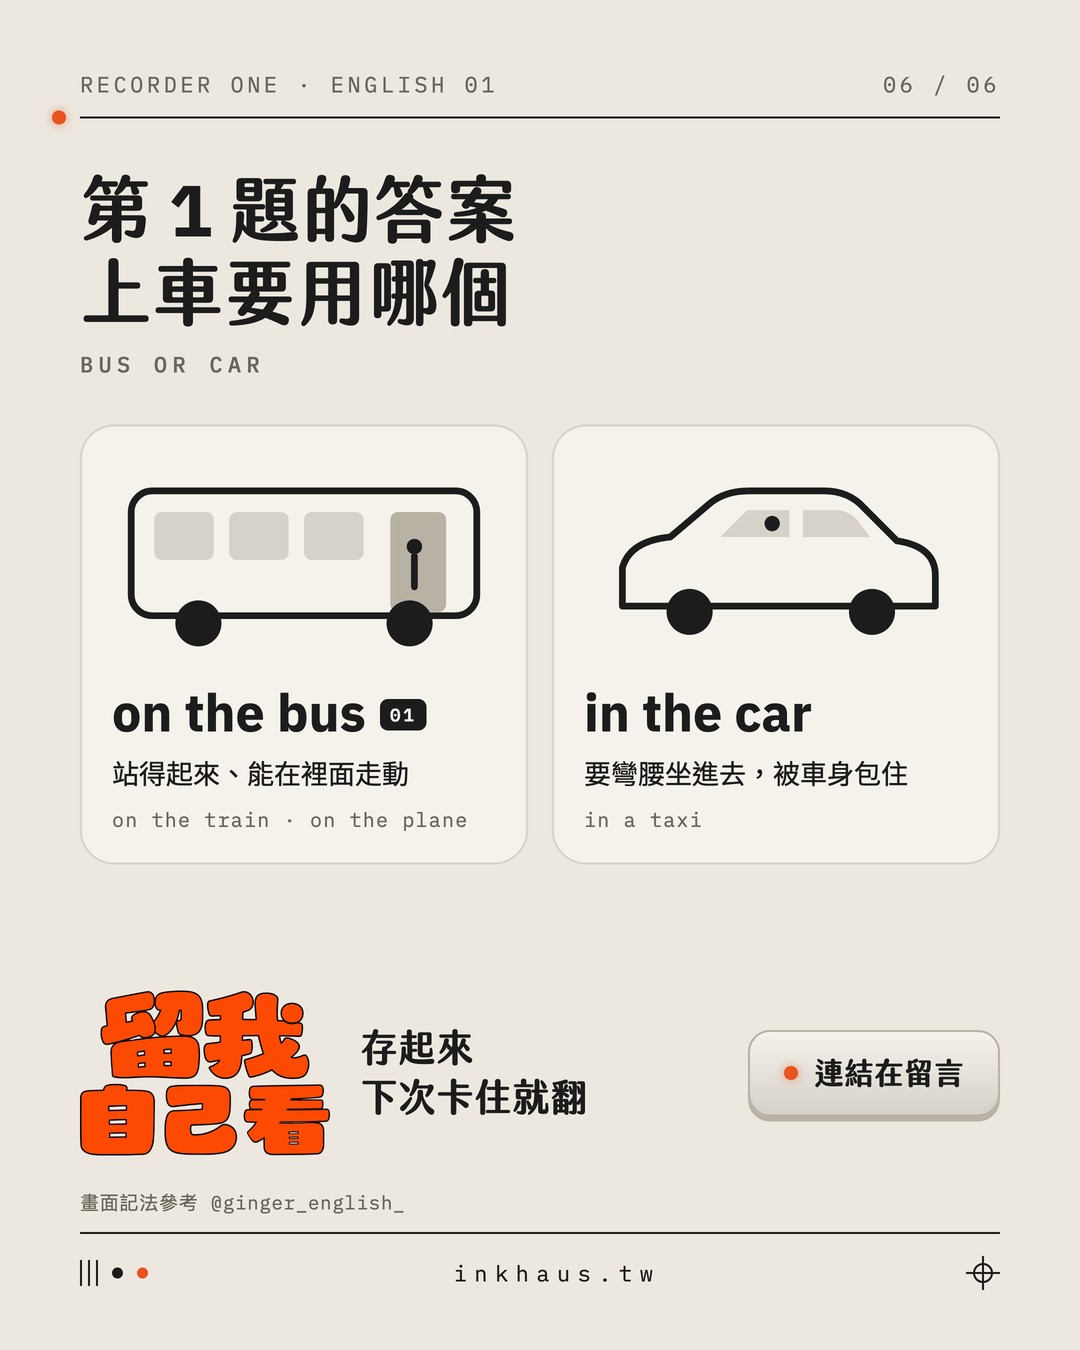 RECORDER ONE · ENGLISH 01
06 / 06
第 1 題的答案
上車要用哪個
BUS OR CAR
on the bus 01
站得起來、能在裡面走動
on the train · on the plane
in the car
要彎腰坐進去，被車身包住
in a taxi
留我
自己看
存起來
下次卡住就翻
連結在留言
畫面記法參考 @ginger_english_
inkhaus.tw